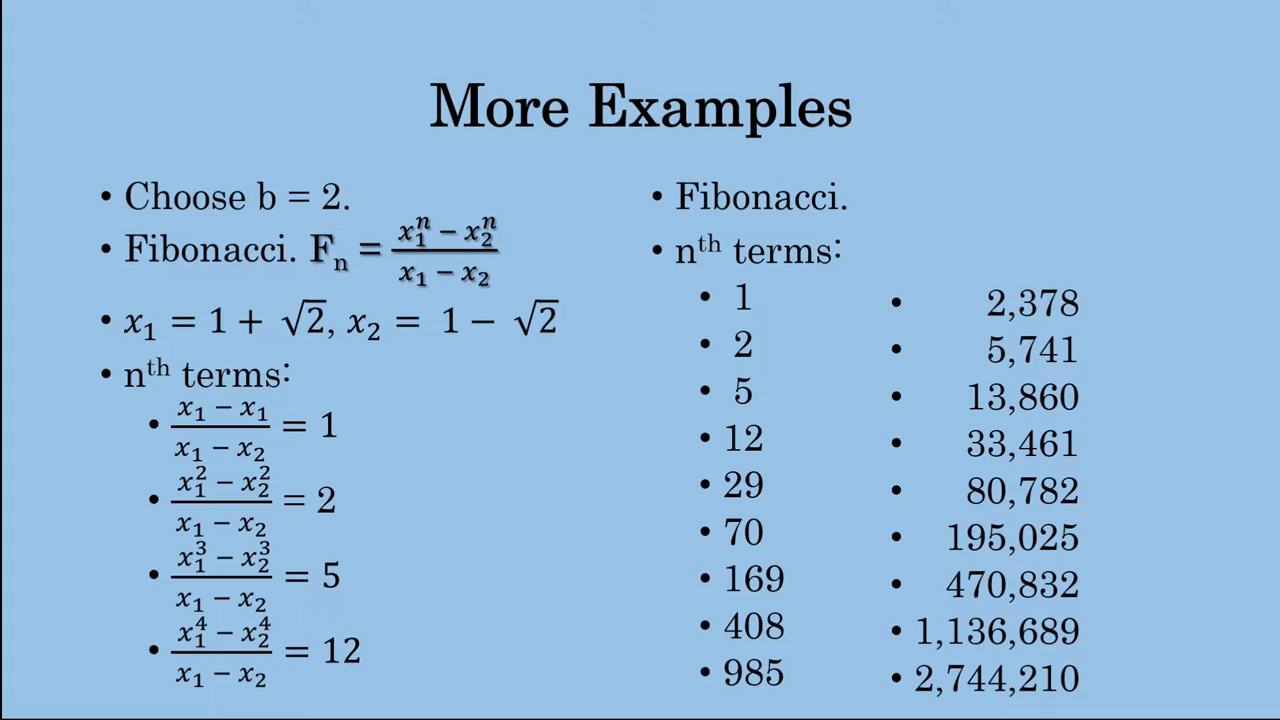 More Examples
• Choose b = 2.
• Fibonacci. Fₙ = (x₁ⁿ − x₂ⁿ)/(x₁ − x₂)
• x₁ = 1 + √2, x₂ = 1 − √2
• nᵗʰ terms:
• (x₁ − x₁)/(x₁ − x₂) = 1
• (x₁² − x₂²)/(x₁ − x₂) = 2
• (x₁³ − x₂³)/(x₁ − x₂) = 5
• (x₁⁴ − x₂⁴)/(x₁ − x₂) = 12
• Fibonacci.
• nᵗʰ terms:
• 1
• 2
• 5
• 12
• 29
• 70
• 169
• 408
• 985
• 2,378
• 5,741
• 13,860
• 33,461
• 80,782
• 195,025
• 470,832
• 1,136,689
• 2,744,210